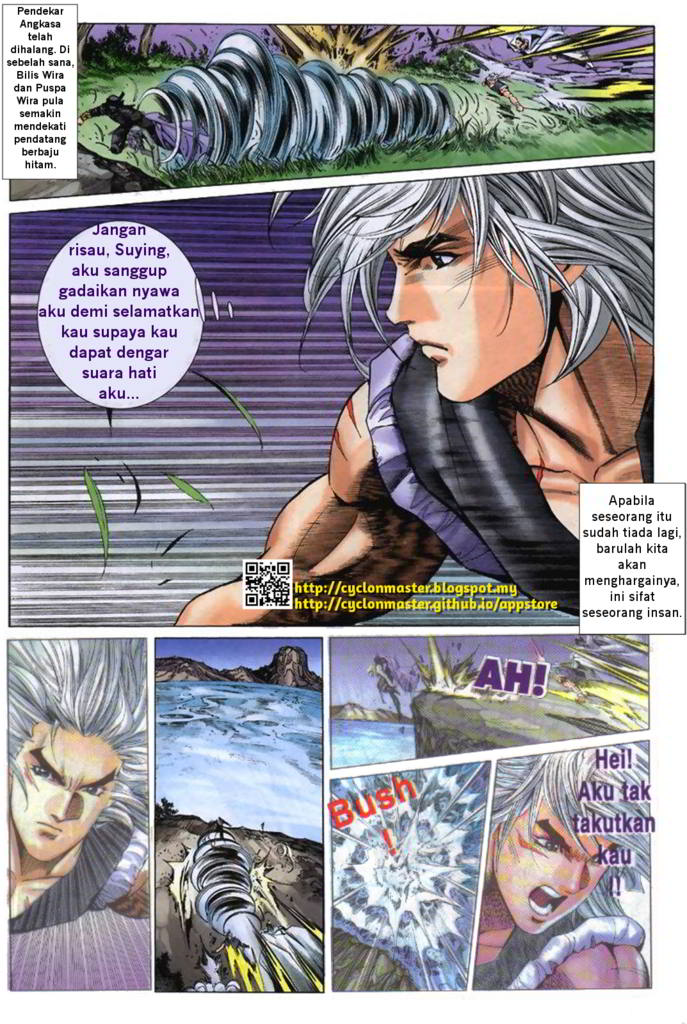 Pendekar
Angkasa
telah
dihalang. Di
sebelah sana,
Bilis Wira
dan Puspa
Wira pula
semakin
mendekati
pendatang
berbaju
hitam.
Jangan
risau, Suying,
aku sanggup
gadaikan nyawa
aku demi selamatkan
kau supaya kau
dapat dengar
suara hati
aku...
Apabila
seseorang itu
sudah tiada lagi,
barulah kita
akan
menghargainya,
ini sifat
seseorang insan.
http://cyclonmaster.blogspot.my
http://cyclonmaster.github.io/appstore
AH!
Bush
!
Hei!
Aku tak
takutkan
kau
!!